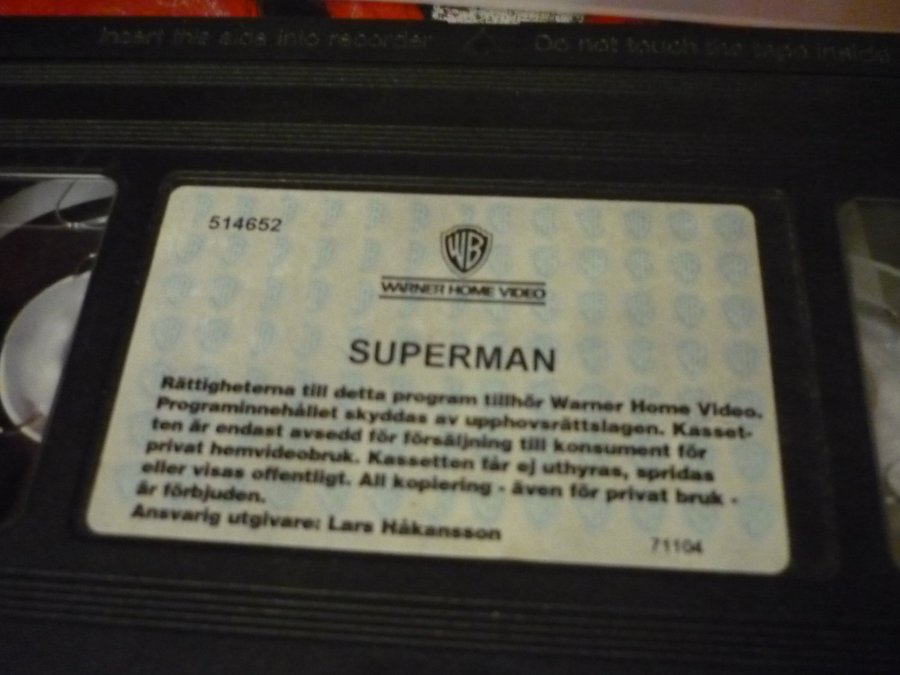 Insert this side into recorder Do not touch the tape inside
514652
WB
WARNER HOME VIDEO
SUPERMAN
Rättigheterna till detta program tillhör Warner Home Video.
Programinnehållet skyddas av upphovsrättslagen. Kasset-
ten är endast avsedd för försäljning till konsument för
privat hemvideobruk. Kassetten får ej uthyras, spridas
eller visas offentligt. All kopiering - även för privat bruk -
är förbjuden.
Ansvarig utgivare: Lars Håkansson
71104